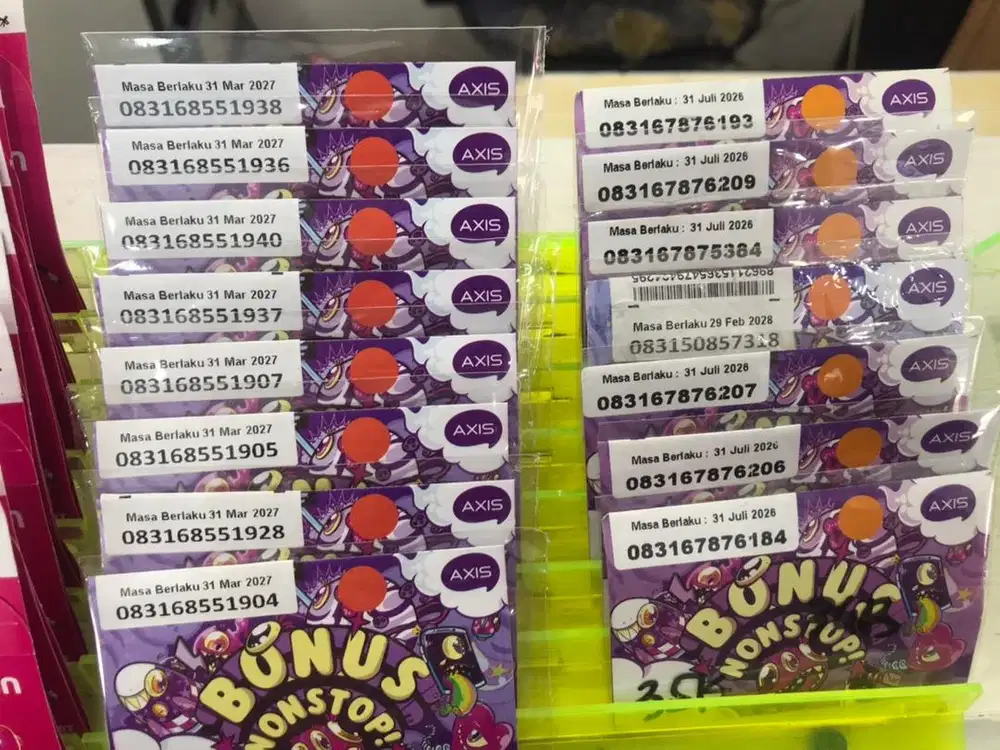 Masa Berlaku 31 Mar 2027
083168551938
AXIS
Masa Berlaku 31 Mar 2027
083168551936
AXIS
Masa Berlaku 31 Mar 2027
083168551940
AXIS
Masa Berlaku 31 Mar 2027
083168551937
AXIS
Masa Berlaku 31 Mar 2027
083168551907
AXIS
Masa Berlaku 31 Mar 2027
083168551905
AXIS
Masa Berlaku 31 Mar 2027
083168551928
AXIS
Masa Berlaku 31 Mar 2027
083168551904
AXIS
BONUS
NONSTOP!
Masa Berlaku : 31 Juli 2026
083167876193
AXIS
Masa Berlaku : 31 Juli 2026
083167876209
AXIS
Masa Berlaku : 31 Juli 2026
083167875384
AXIS
Masa Berlaku 29 Feb 2028
083150857318
AXIS
Masa Berlaku : 31 Juli 2026
083167876207
AXIS
Masa Berlaku : 31 Juli 2026
083167876206
AXIS
Masa Berlaku : 31 Juli 2026
083167876184
AXIS
BONUS
NONSTOP!